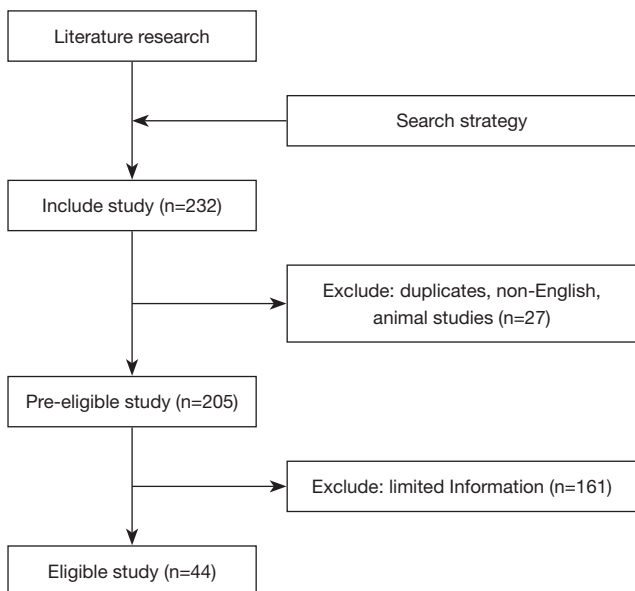 Literature research
Search strategy
Include study (n=232)
Exclude: duplicates, non-English,
animal studies (n=27)
Pre-eligible study (n=205)
Exclude: limited Information (n=161)
Eligible study (n=44)